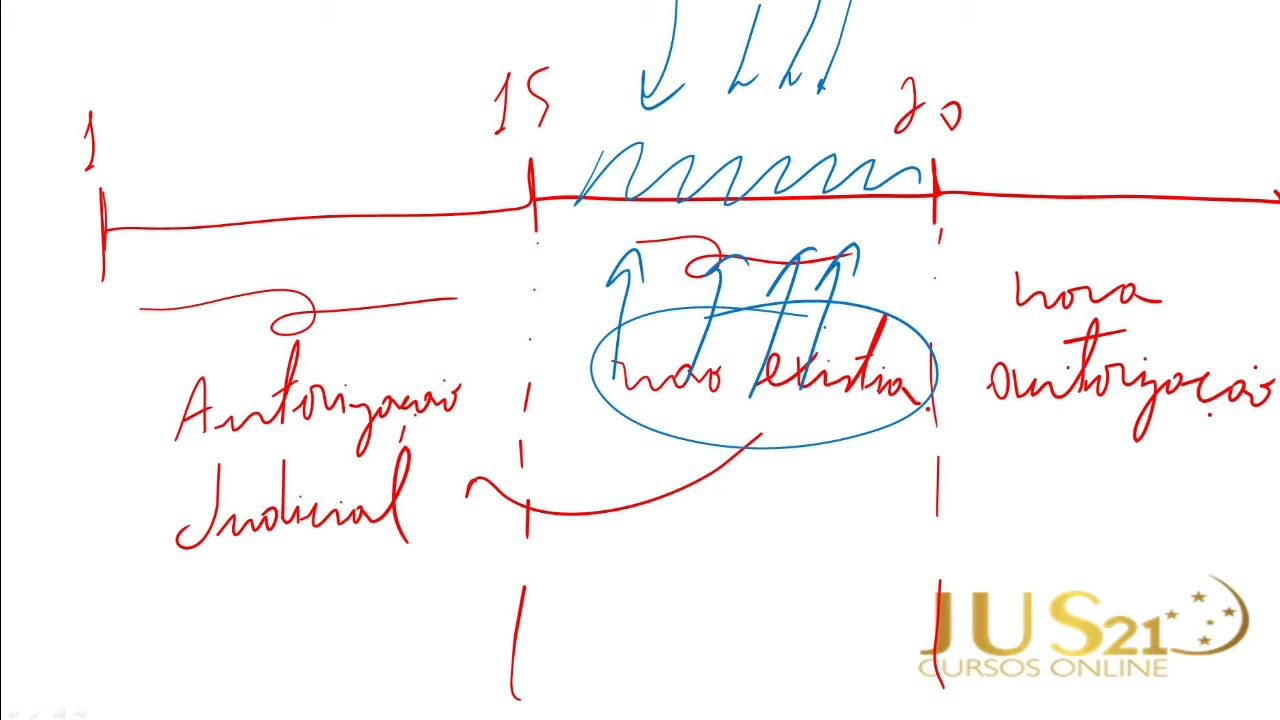 1
15
20
Autorização
Judicial
não existia
nova
autorização
JUS21
CURSOS ONLINE